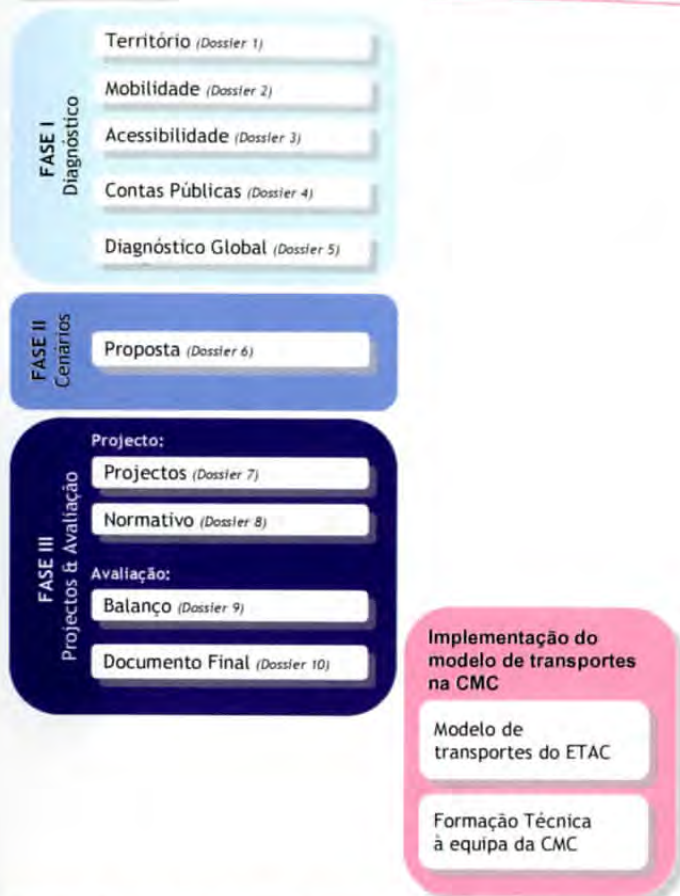 FASE I
Diagnóstico
Território (Dossier 1)
Mobilidade (Dossier 2)
Acessibilidade (Dossier 3)
Contas Públicas (Dossier 4)
Diagnóstico Global (Dossier 5)
FASE II
Cenários
Proposta (Dossier 6)
FASE III
Projectos & Avaliação
Projecto:
Projectos (Dossier 7)
Normativo (Dossier 8)
Avaliação:
Balanço (Dossier 9)
Documento Final (Dossier 10)
Implementação do
modelo de transportes
na CMC
Modelo de
transportes do ETAC
Formação Técnica
à equipa da CMC